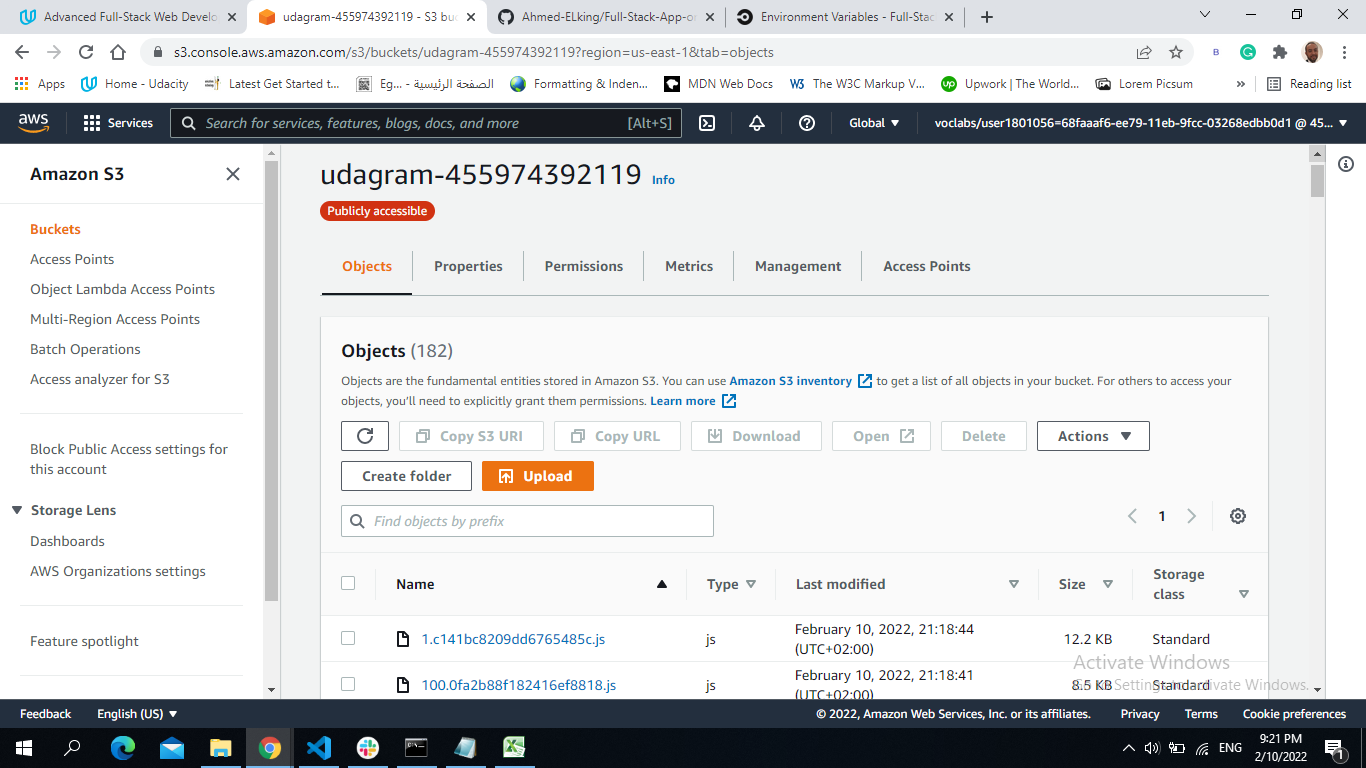 Advanced Full-Stack Web Develo
udagram-455974392119 - S3 buc
Ahmed-ELking/Full-Stack-App-o
Environment Variables - Full-Stac
s3.console.aws.amazon.com/s3/buckets/udagram-455974392119?region=us-east-1&tab=objects
Apps
Home - Udacity
Latest Get Started t...
Eg... - الصفحة الرئيسية
Formatting & Inden...
MDN Web Docs
The W3C Markup V...
Upwork | The World...
Lorem Picsum
»
Reading list
aws
Services
Search for services, features, blogs, docs, and more
[Alt+S]
Global
voclabs/user1801056=68faaaf6-ee79-11eb-9fcc-03268edbb0d1 @ 45...
Amazon S3
Buckets
Access Points
Object Lambda Access Points
Multi-Region Access Points
Batch Operations
Access analyzer for S3
Block Public Access settings for
this account
Storage Lens
Dashboards
AWS Organizations settings
Feature spotlight
udagram-455974392119 Info
Publicly accessible
Objects
Properties
Permissions
Metrics
Management
Access Points
Objects (182)
Objects are the fundamental entities stored in Amazon S3. You can use Amazon S3 inventory to get a list of all objects in your bucket. For others to access your
objects, you'll need to explicitly grant them permissions. Learn more
Copy S3 URI
Copy URL
Download
Open
Delete
Actions
Create folder
Upload
Find objects by prefix
1
Name
Type
Last modified
Size
Storage
class
1.c141bc8209dd6765485c.js
js
February 10, 2022, 21:18:44
(UTC+02:00)
12.2 KB
Standard
100.0fa2b88f182416ef8818.js
js
February 10, 2022, 21:18:41
(UTC+02:00)
8.5 KB
Standard
Activate Windows
Go to Settings to activate Windows.
Feedback
English (US)
© 2022, Amazon Web Services, Inc. or its affiliates.
Privacy
Terms
Cookie preferences
ENG
9:21 PM
2/10/2022
1